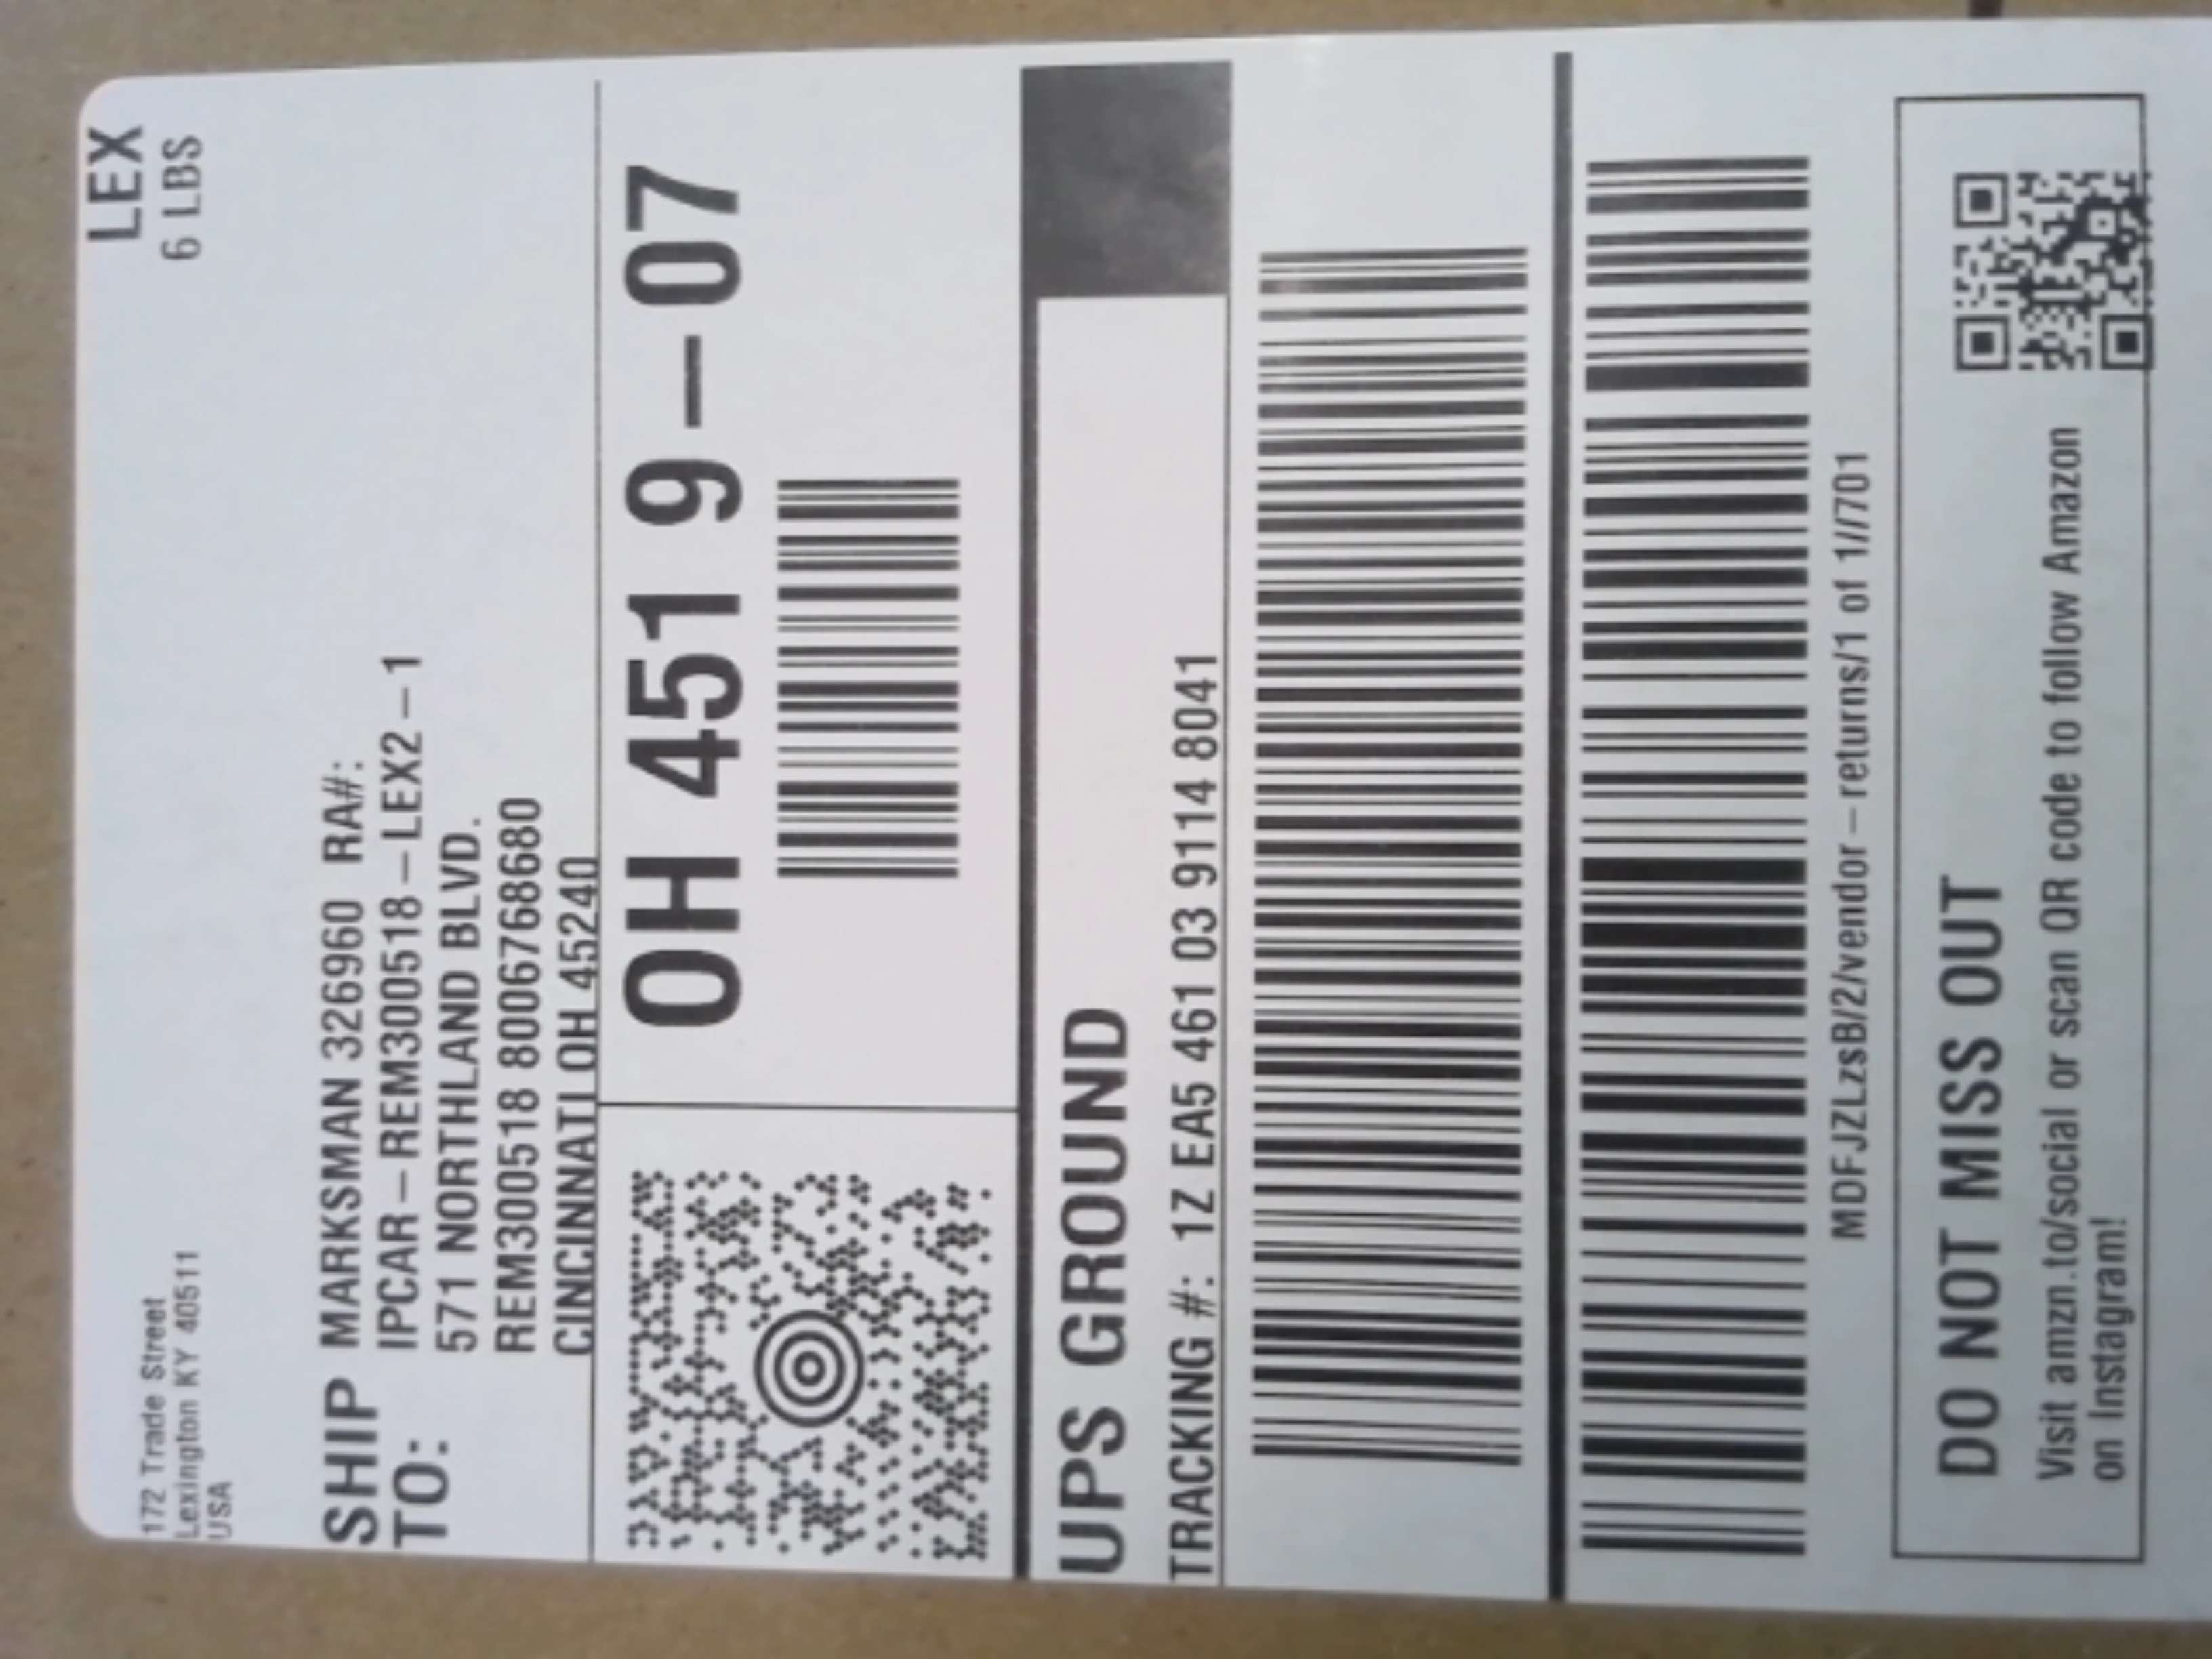 LEX
6 LBS
172 Trade Street
Lexington KY 40511
USA
SHIP TO:
MARKSMAN 326960 RA#:
IPCAR-REM300518-LEX2-1
571 NORTHLAND BLVD.
REM300518 8006768680
CINCINNATI OH 45240
OH 451 9-07
UPS GROUND
TRACKING #: 1Z EA5 461 03 9114 8041
MDFJZLzsB/2/vendor-returns/1 of 1//701
DO NOT MISS OUT
Visit amzn.to/social or scan QR code to follow Amazon
on Instagram!